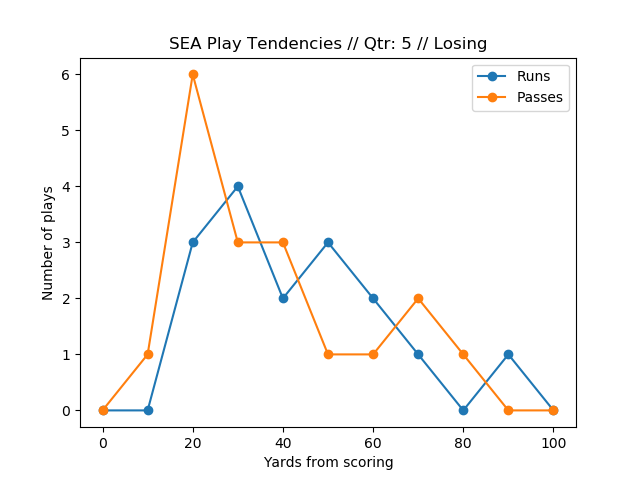 SEA Play Tendencies // Qtr: 5 // Losing
Runs
Passes
Number of plays
6
5
4
3
2
1
0
0 20 40 60 80 100
Yards from scoring